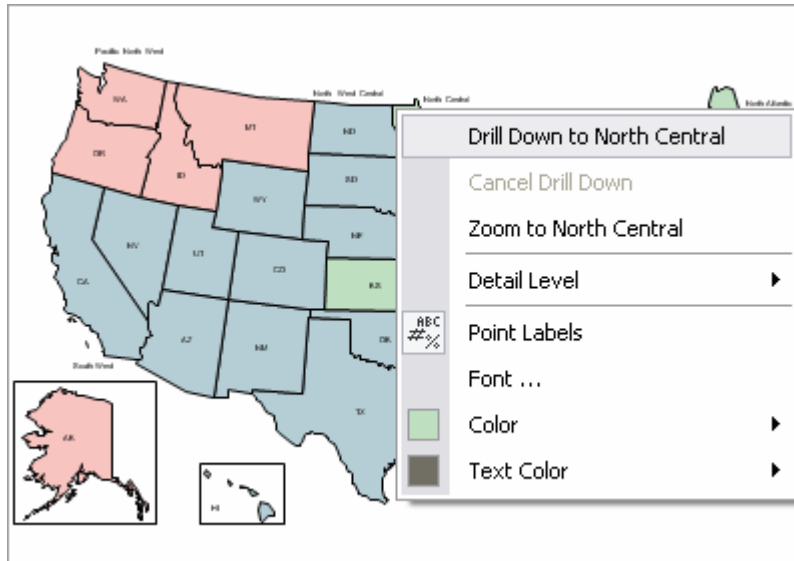 Pacific North West
North West Central
North Central
North Atlantic
WA
MT
ND
OR
ID
SD
WY
NE
NV
UT
CO
CA
KS
AZ
NM
OK
South West
TX
AK
HI
Drill Down to North Central
Cancel Drill Down
Zoom to North Central
Detail Level
ABC
#%
Point Labels
Font ...
Color
Text Color